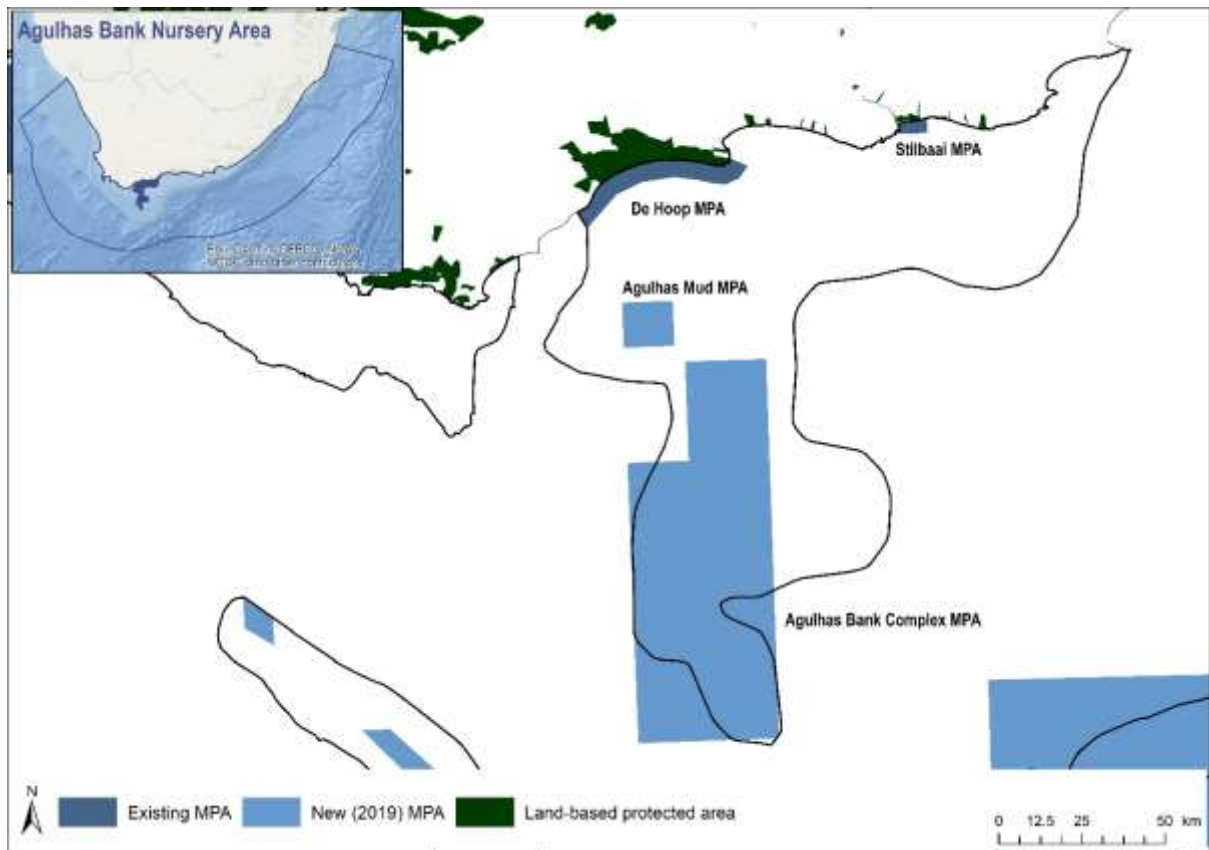 Agulhas Bank Nursery Area
Stilbaai MPA
De Hoop MPA
Agulhas Mud MPA
Agulhas Bank Complex MPA
N
Existing MPA
New (2019) MPA
Land-based protected area
0 12.5 25 50 km